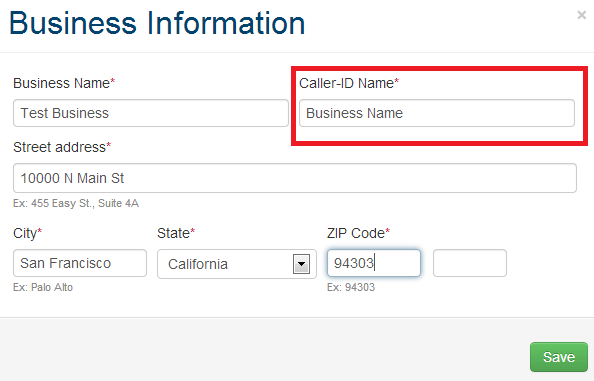 Business Information ×
Business Name* Caller-ID Name*
Test Business Business Name
Street address*
10000 N Main St
Ex: 455 Easy St., Suite 4A
City* State* ZIP Code*
San Francisco California 94303
Ex: Palo Alto Ex: 94303
Save